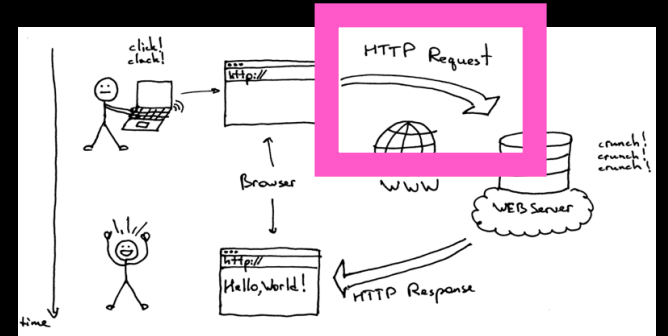 click!
clack!
http://
HTTP Request
crunch!
crunch!
crunch!
Browser
WWW
WEB Server
http://
Hello, World!
HTTP Response
time